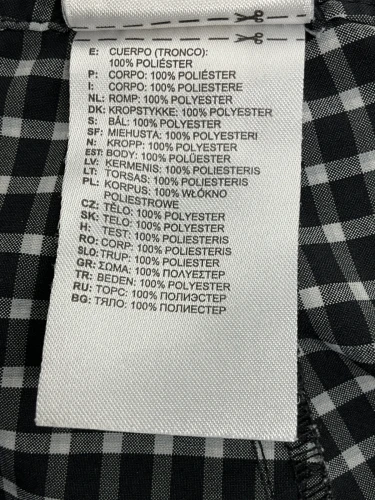 E: CUERPO (TRONCO):
100% POLIÉSTER
P: CORPO: 100% POLIÉSTER
I: CORPO: 100% POLIESTERE
NL: ROMP: 100% POLYESTER
DK: KROPSTYKKE: 100% POLYESTER
S: BÅL: 100% POLYESTER
SF: MIEHUSTA: 100% POLYESTERI
N: KROPP: 100% POLYESTER
EST: BODY: 100% POLÜESTER
LV: KERMENIS: 100% POLIESTERIS
LT: TORSAS: 100% POLIESTERIS
PL: KORPUS: 100% WŁÓKNO
POLIESTROWE
CZ: TĚLO: 100% POLYESTER
SK: TELO: 100% POLYESTER
H: TEST: 100% POLIESTERIS
RO: CORP: 100% POLIESTERIS
SLO: TRUP: 100% POLIESTER
GR: ΣΩΜΑ: 100% ΠΟΛΥΕΣΤΕΡ
TR: BEDEN: 100% POLYESTER
RU: ТОРС: 100% ПОЛИЭСТЕР
BG: ТЯЛО: 100% ПОЛИЕСТЕР